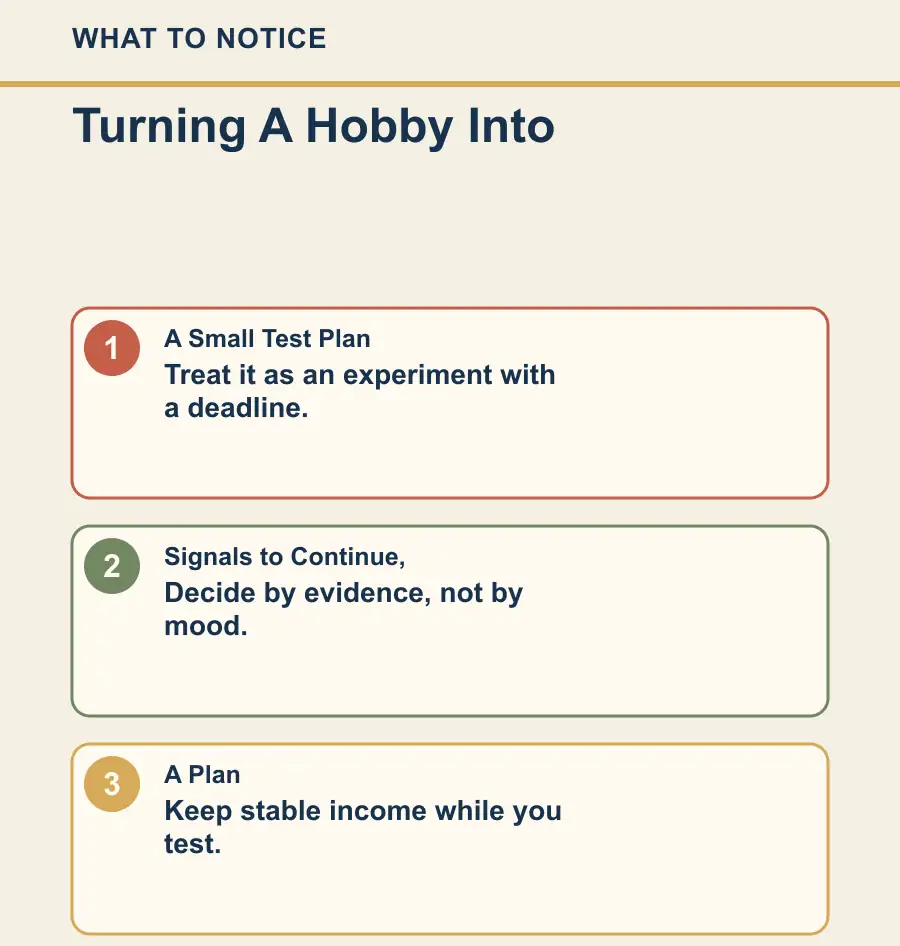 WHAT TO NOTICE
Turning A Hobby Into
1
A Small Test Plan
Treat it as an experiment with
a deadline.
2
Signals to Continue,
Decide by evidence, not by
mood.
3
A Plan
Keep stable income while you
test.